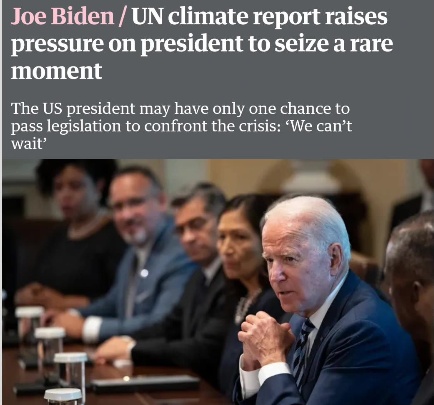 Joe Biden / UN climate report raises
pressure on president to seize a rare
moment
The US president may have only one chance to
pass legislation to confront the crisis: ‘We can’t
wait’